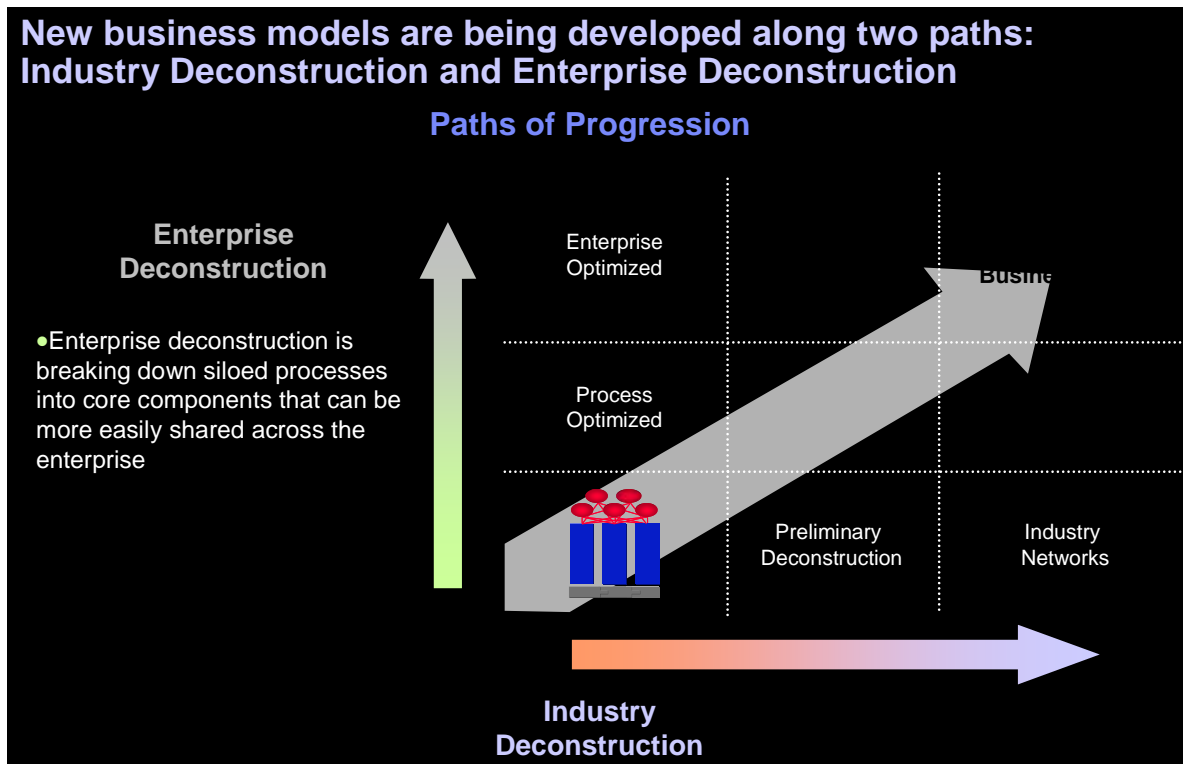 New business models are being developed along two paths:
Industry Deconstruction and Enterprise Deconstruction
Paths of Progression
Enterprise
Deconstruction
•Enterprise deconstruction is
breaking down siloed processes
into core components that can be
more easily shared across the
enterprise
Enterprise
Optimized
Process
Optimized
Preliminary
Deconstruction
Industry
Networks
Industry
Deconstruction